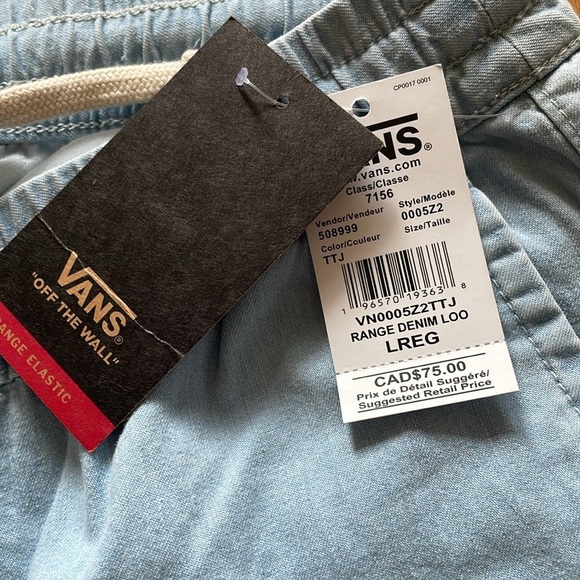 VANS®
"OFF THE WALL"
RANGE ELASTIC
CP0017 0001
VANS®
w.vans.com
Class/Classe
7156
Vendor/Vendeur
Style/Modèle
508999
0005Z2
Color/Couleur
Size/Taille
TTJ
1 96570 19363 8
VN0005Z2TTJ
RANGE DENIM LOO
LREG
CAD$75.00
Prix de Détail Suggéré/
Suggested Retail Price